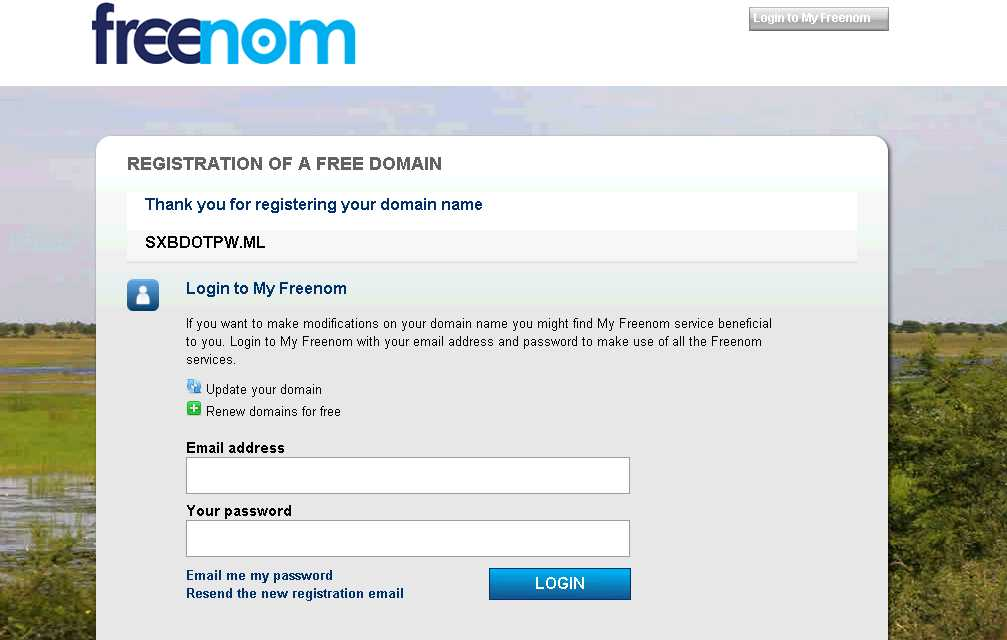 freenom
Login to My Freenom
REGISTRATION OF A FREE DOMAIN
Thank you for registering your domain name
SXBDOTPW.ML
Login to My Freenom
If you want to make modifications on your domain name you might find My Freenom service beneficial
to you. Login to My Freenom with your email address and password to make use of all the Freenom
services.
Update your domain
Renew domains for free
Email address
Your password
Email me my password
Resend the new registration email
LOGIN